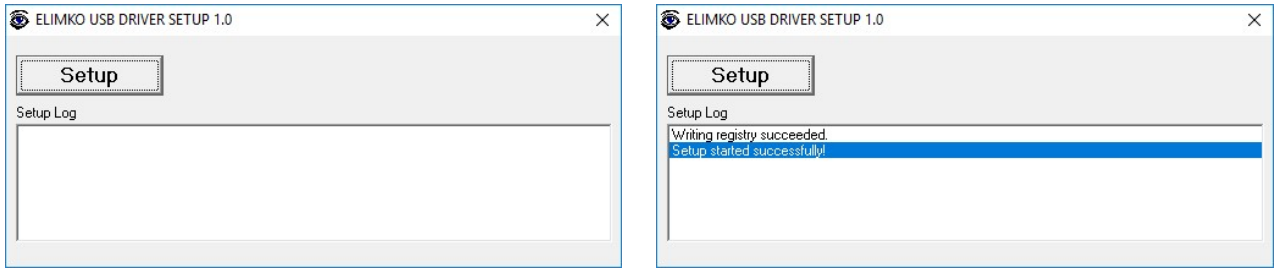 ELIMKO USB DRIVER SETUP 1.0
Setup
Setup Log
ELIMKO USB DRIVER SETUP 1.0
Setup
Setup Log
Writing registry succeeded.
Setup started successfully!